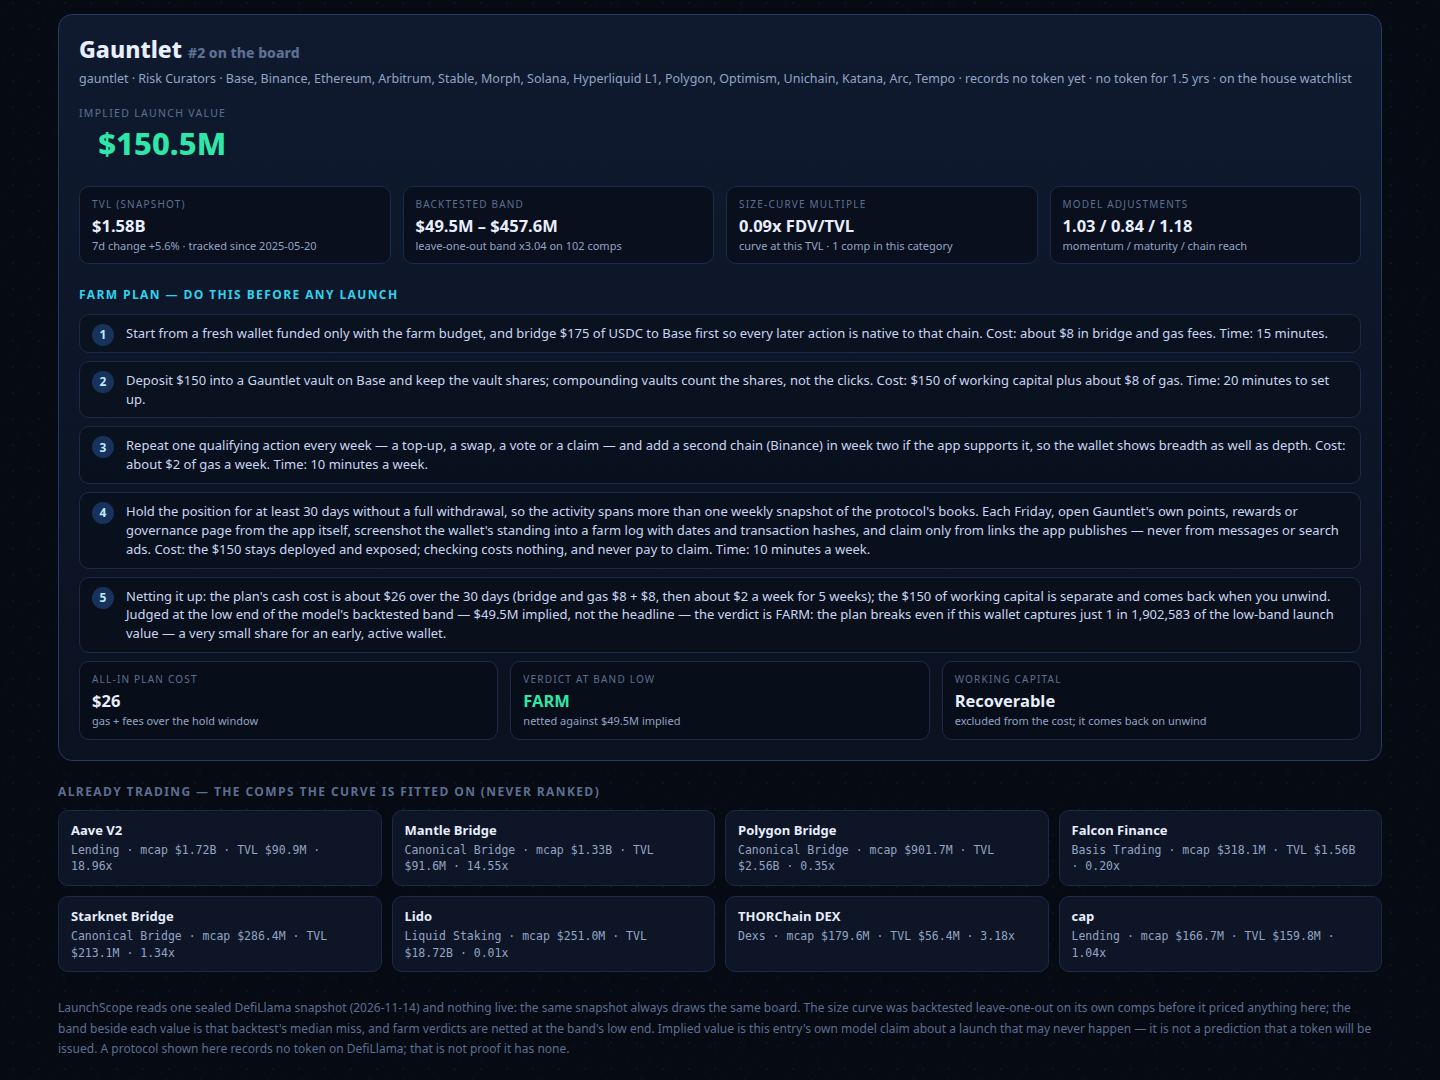 Gauntlet #2 on the board
gauntlet · Risk Curators · Base, Binance, Ethereum, Arbitrum, Stable, Morph, Solana, Hyperliquid L1, Polygon, Optimism, Unichain, Katana, Arc, Tempo · records no token yet · no token for 1.5 yrs · on the house watchlist
IMPLIED LAUNCH VALUE
$150.5M
TVL (SNAPSHOT)
$1.58B
7d change +5.6% · tracked since 2025-05-20
BACKTESTED BAND
$49.5M – $457.6M
leave-one-out band x3.04 on 102 comps
SIZE-CURVE MULTIPLE
0.09x FDV/TVL
curve at this TVL · 1 comp in this category
MODEL ADJUSTMENTS
1.03 / 0.84 / 1.18
momentum / maturity / chain reach
FARM PLAN — DO THIS BEFORE ANY LAUNCH
1 Start from a fresh wallet funded only with the farm budget, and bridge $175 of USDC to Base first so every later action is native to that chain. Cost: about $8 in bridge and gas fees. Time: 15 minutes.
2 Deposit $150 into a Gauntlet vault on Base and keep the vault shares; compounding vaults count the shares, not the clicks. Cost: $150 of working capital plus about $8 of gas. Time: 20 minutes to set
up.
3 Repeat one qualifying action every week — a top-up, a swap, a vote or a claim — and add a second chain (Binance) in week two if the app supports it, so the wallet shows breadth as well as depth. Cost:
about $2 of gas a week. Time: 10 minutes a week.
4 Hold the position for at least 30 days without a full withdrawal, so the activity spans more than one weekly snapshot of the protocol's books. Each Friday, open Gauntlet's own points, rewards or
governance page from the app itself, screenshot the wallet's standing into a farm log with dates and transaction hashes, and claim only from links the app publishes — never from messages or search
ads. Cost: the $150 stays deployed and exposed; checking costs nothing, and never pay to claim. Time: 10 minutes a week.
5 Netting it up: the plan's cash cost is about $26 over the 30 days (bridge and gas $8 + $8, then about $2 a week for 5 weeks); the $150 of working capital is separate and comes back when you unwind.
Judged at the low end of the model's backtested band — $49.5M implied, not the headline — the verdict is FARM: the plan breaks even if this wallet captures just 1 in 1,902,583 of the low-band launch
value — a very small share for an early, active wallet.
ALL-IN PLAN COST
$26
gas + fees over the hold window
VERDICT AT BAND LOW
FARM
netted against $49.5M implied
WORKING CAPITAL
Recoverable
excluded from the cost; it comes back on unwind
ALREADY TRADING — THE COMPS THE CURVE IS FITTED ON (NEVER RANKED)
Aave V2
Lending · mcap $1.72B · TVL $90.9M ·
18.96x
Mantle Bridge
Canonical Bridge · mcap $1.33B · TVL
$91.6M · 14.55x
Polygon Bridge
Canonical Bridge · mcap $901.7M · TVL
$2.56B · 0.35x
Falcon Finance
Basis Trading · mcap $318.1M · TVL $1.56B
· 0.20x
Starknet Bridge
Canonical Bridge · mcap $286.4M · TVL
$213.1M · 1.34x
Lido
Liquid Staking · mcap $251.0M · TVL
$18.72B · 0.01x
THORChain DEX
Dexs · mcap $179.6M · TVL $56.4M · 3.18x
cap
Lending · mcap $166.7M · TVL $159.8M ·
1.04x
LaunchScope reads one sealed DefiLlama snapshot (2026-11-14) and nothing live: the same snapshot always draws the same board. The size curve was backtested leave-one-out on its own comps before it priced anything here; the
band beside each value is that backtest's median miss, and farm verdicts are netted at the band's low end. Implied value is this entry's own model claim about a launch that may never happen — it is not a prediction that a token will be
issued. A protocol shown here records no token on DefiLlama; that is not proof it has none.